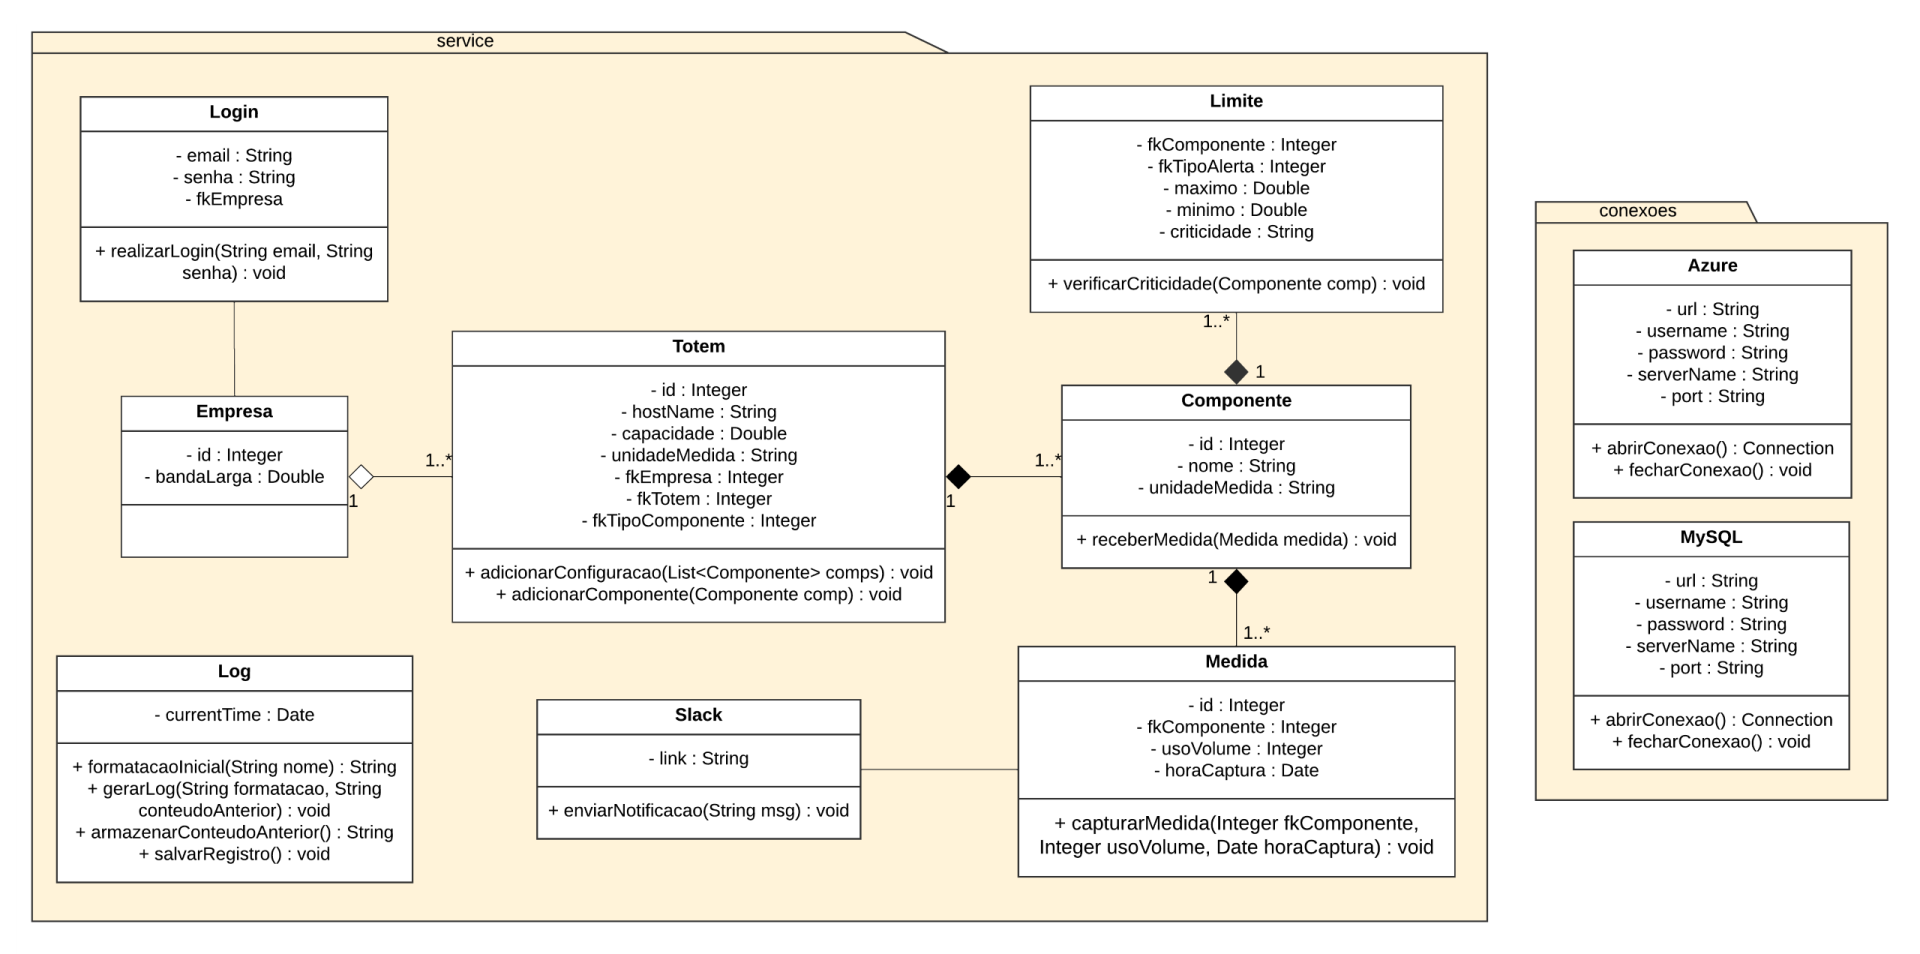 service
Login
- email : String
- senha : String
- fkEmpresa
+ realizarLogin(String email, String
senha) : void
Limite
- fkComponente : Integer
- fkTipoAlerta : Integer
- maximo : Double
- minimo : Double
- criticidade : String
+ verificarCriticidade(Componente comp) : void
1..*
1
Empresa
- id : Integer
- bandaLarga : Double
1
1..*
Totem
- id : Integer
- hostName : String
- capacidade : Double
- unidadeMedida : String
- fkEmpresa : Integer
- fkTotem : Integer
- fkTipoComponente : Integer
+ adicionarConfiguracao(List<Componente> comps) : void
+ adicionarComponente(Componente comp) : void
1
1..*
Componente
- id : Integer
- nome : String
- unidadeMedida : String
+ receberMedida(Medida medida) : void
1
1..*
Log
- currentTime : Date
+ formatacaoInicial(String nome) : String
+ gerarLog(String formatacao, String
conteudoAnterior) : void
+ armazenarConteudoAnterior() : String
+ salvarRegistro() : void
Slack
- link : String
+ enviarNotificacao(String msg) : void
Medida
- id : Integer
- fkComponente : Integer
- usoVolume : Integer
- horaCaptura : Date
+ capturarMedida(Integer fkComponente,
Integer usoVolume, Date horaCaptura) : void
conexoes
Azure
- url : String
- username : String
- password : String
- serverName : String
- port : String
+ abrirConexao() : Connection
+ fecharConexao() : void
MySQL
- url : String
- username : String
- password : String
- serverName : String
- port : String
+ abrirConexao() : Connection
+ fecharConexao() : void